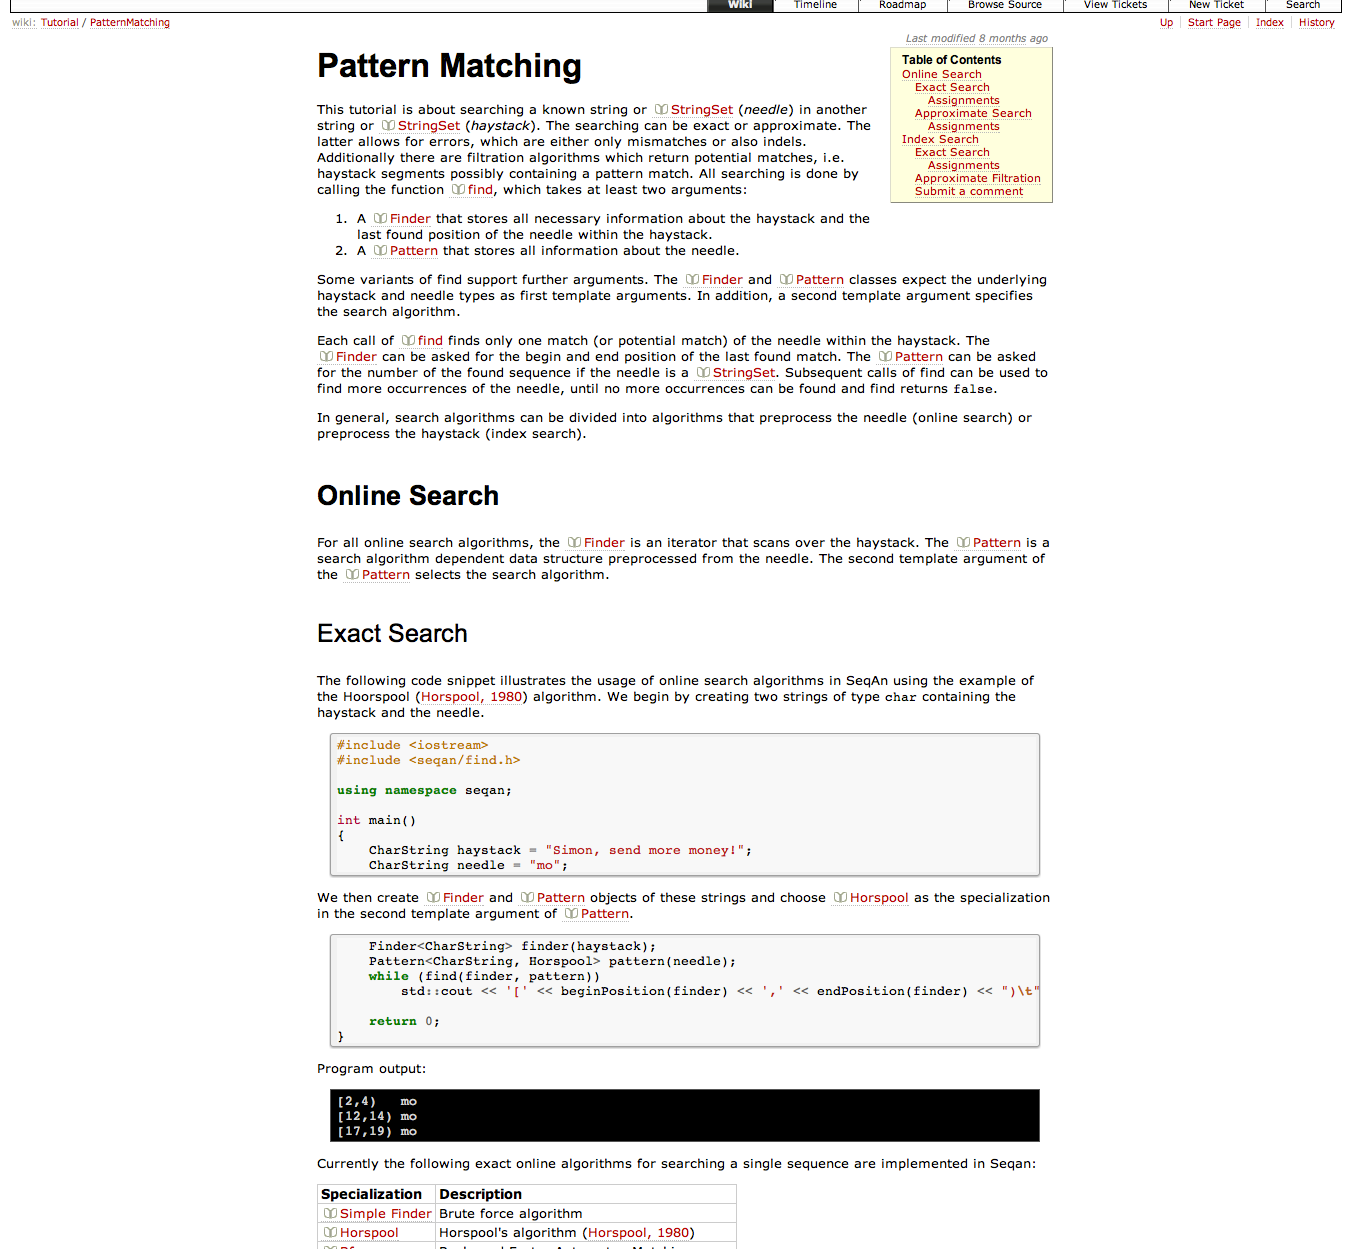 Wiki Timeline Roadmap Browse Source View Tickets New Ticket Search
wiki: Tutorial / PatternMatching
Up Start Page Index History
Last modified 8 months ago
Pattern Matching
This tutorial is about searching a known string or StringSet (needle) in another
string or StringSet (haystack). The searching can be exact or approximate. The
latter allows for errors, which are either only mismatches or also indels.
Additionally there are filtration algorithms which return potential matches, i.e.
haystack segments possibly containing a pattern match. All searching is done by
calling the function find, which takes at least two arguments:
1. A Finder that stores all necessary information about the haystack and the
last found position of the needle within the haystack.
2. A Pattern that stores all information about the needle.
Table of Contents
Online Search
Exact Search
Assignments
Approximate Search
Assignments
Index Search
Exact Search
Assignments
Approximate Filtration
Submit a comment
Some variants of find support further arguments. The Finder and Pattern classes expect the underlying
haystack and needle types as first template arguments. In addition, a second template argument specifies
the search algorithm.
Each call of find finds only one match (or potential match) of the needle within the haystack. The
Finder can be asked for the begin and end position of the last found match. The Pattern can be asked
for the number of the found sequence if the needle is a StringSet. Subsequent calls of find can be used to
find more occurrences of the needle, until no more occurrences can be found and find returns false.
In general, search algorithms can be divided into algorithms that preprocess the needle (online search) or
preprocess the haystack (index search).
Online Search
For all online search algorithms, the Finder is an iterator that scans over the haystack. The Pattern is a
search algorithm dependent data structure preprocessed from the needle. The second template argument of
the Pattern selects the search algorithm.
Exact Search
The following code snippet illustrates the usage of online search algorithms in SeqAn using the example of
the Hoorspool (Horspool, 1980) algorithm. We begin by creating two strings of type char containing the
haystack and the needle.
#include <iostream>
#include <seqan/find.h>
using namespace seqan;
int main()
{
CharString haystack = "Simon, send more money!";
CharString needle = "mo";
We then create Finder and Pattern objects of these strings and choose Horspool as the specialization
in the second template argument of Pattern.
Finder<CharString> finder(haystack);
Pattern<CharString, Horspool> pattern(needle);
while (find(finder, pattern))
std::cout << '[' << beginPosition(finder) << ',' << endPosition(finder) << ")\t"
return 0;
}
Program output:
[2,4) mo
[12,14) mo
[17,19) mo
Currently the following exact online algorithms for searching a single sequence are implemented in Seqan:
Specialization Description
Simple Finder Brute force algorithm
Horspool Horspool's algorithm (Horspool, 1980)